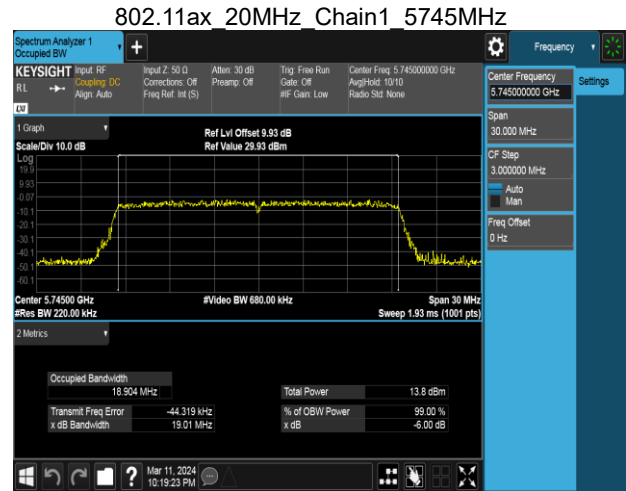 802.11ax_20MHz_Chain1_5745MHz
Spectrum Analyzer 1
Occupied BW
Frequency
KEYSIGHT
RL
LXI
Input: RF
Coupling: DC
Align: Auto
Input Z: 50 Ω
Corrections: Off
Freq Ref: Int (S)
Atten: 30 dB
Preamp: Off
Trig: Free Run
Gate: Off
#IF Gain: Low
Center Freq: 5.745000000 GHz
Avg|Hold: 10/10
Radio Std: None
Center Frequency
5.745000000 GHz
Settings
Span
30.000 MHz
CF Step
3.000000 MHz
Auto
Man
Freq Offset
0 Hz
1 Graph
Scale/Div 10.0 dB
Ref Lvl Offset 9.93 dB
Ref Value 29.93 dBm
Log
19.9
9.93
-0.07
-10.1
-20.1
-30.1
-40.1
-50.1
-60.1
Center 5.74500 GHz
#Res BW 220.00 kHz
#Video BW 680.00 kHz
Span 30 MHz
Sweep 1.93 ms (1001 pts)
2 Metrics
Occupied Bandwidth
18.904 MHz
Total Power 13.8 dBm
Transmit Freq Error -44.319 kHz
% of OBW Power 99.00 %
x dB Bandwidth 19.01 MHz
x dB -6.00 dB
?
Mar 11, 2024
10:19:23 PM